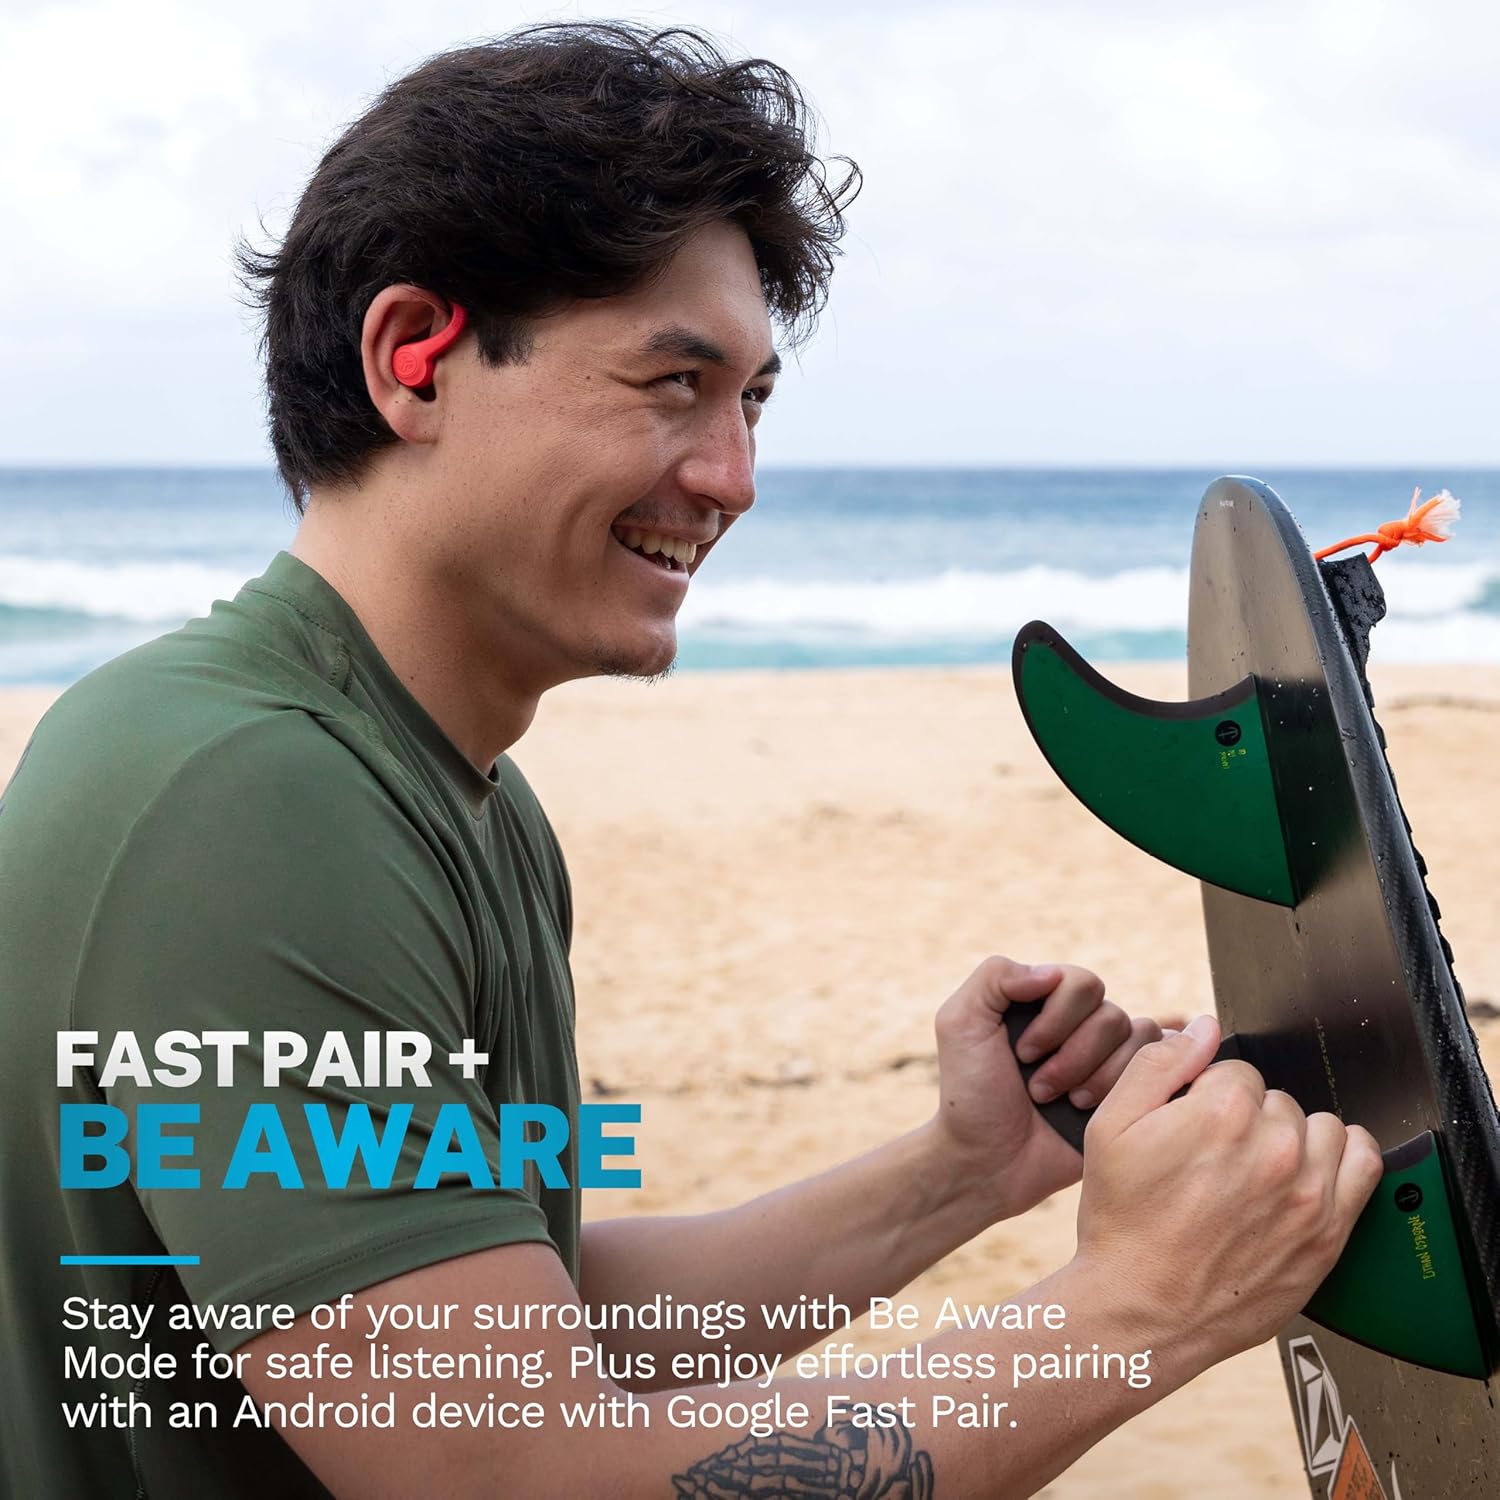 FAST PAIR +
BE AWARE
Stay aware of your surroundings with Be Aware
Mode for safe listening. Plus enjoy effortless pairing
with an Android device with Google Fast Pair.